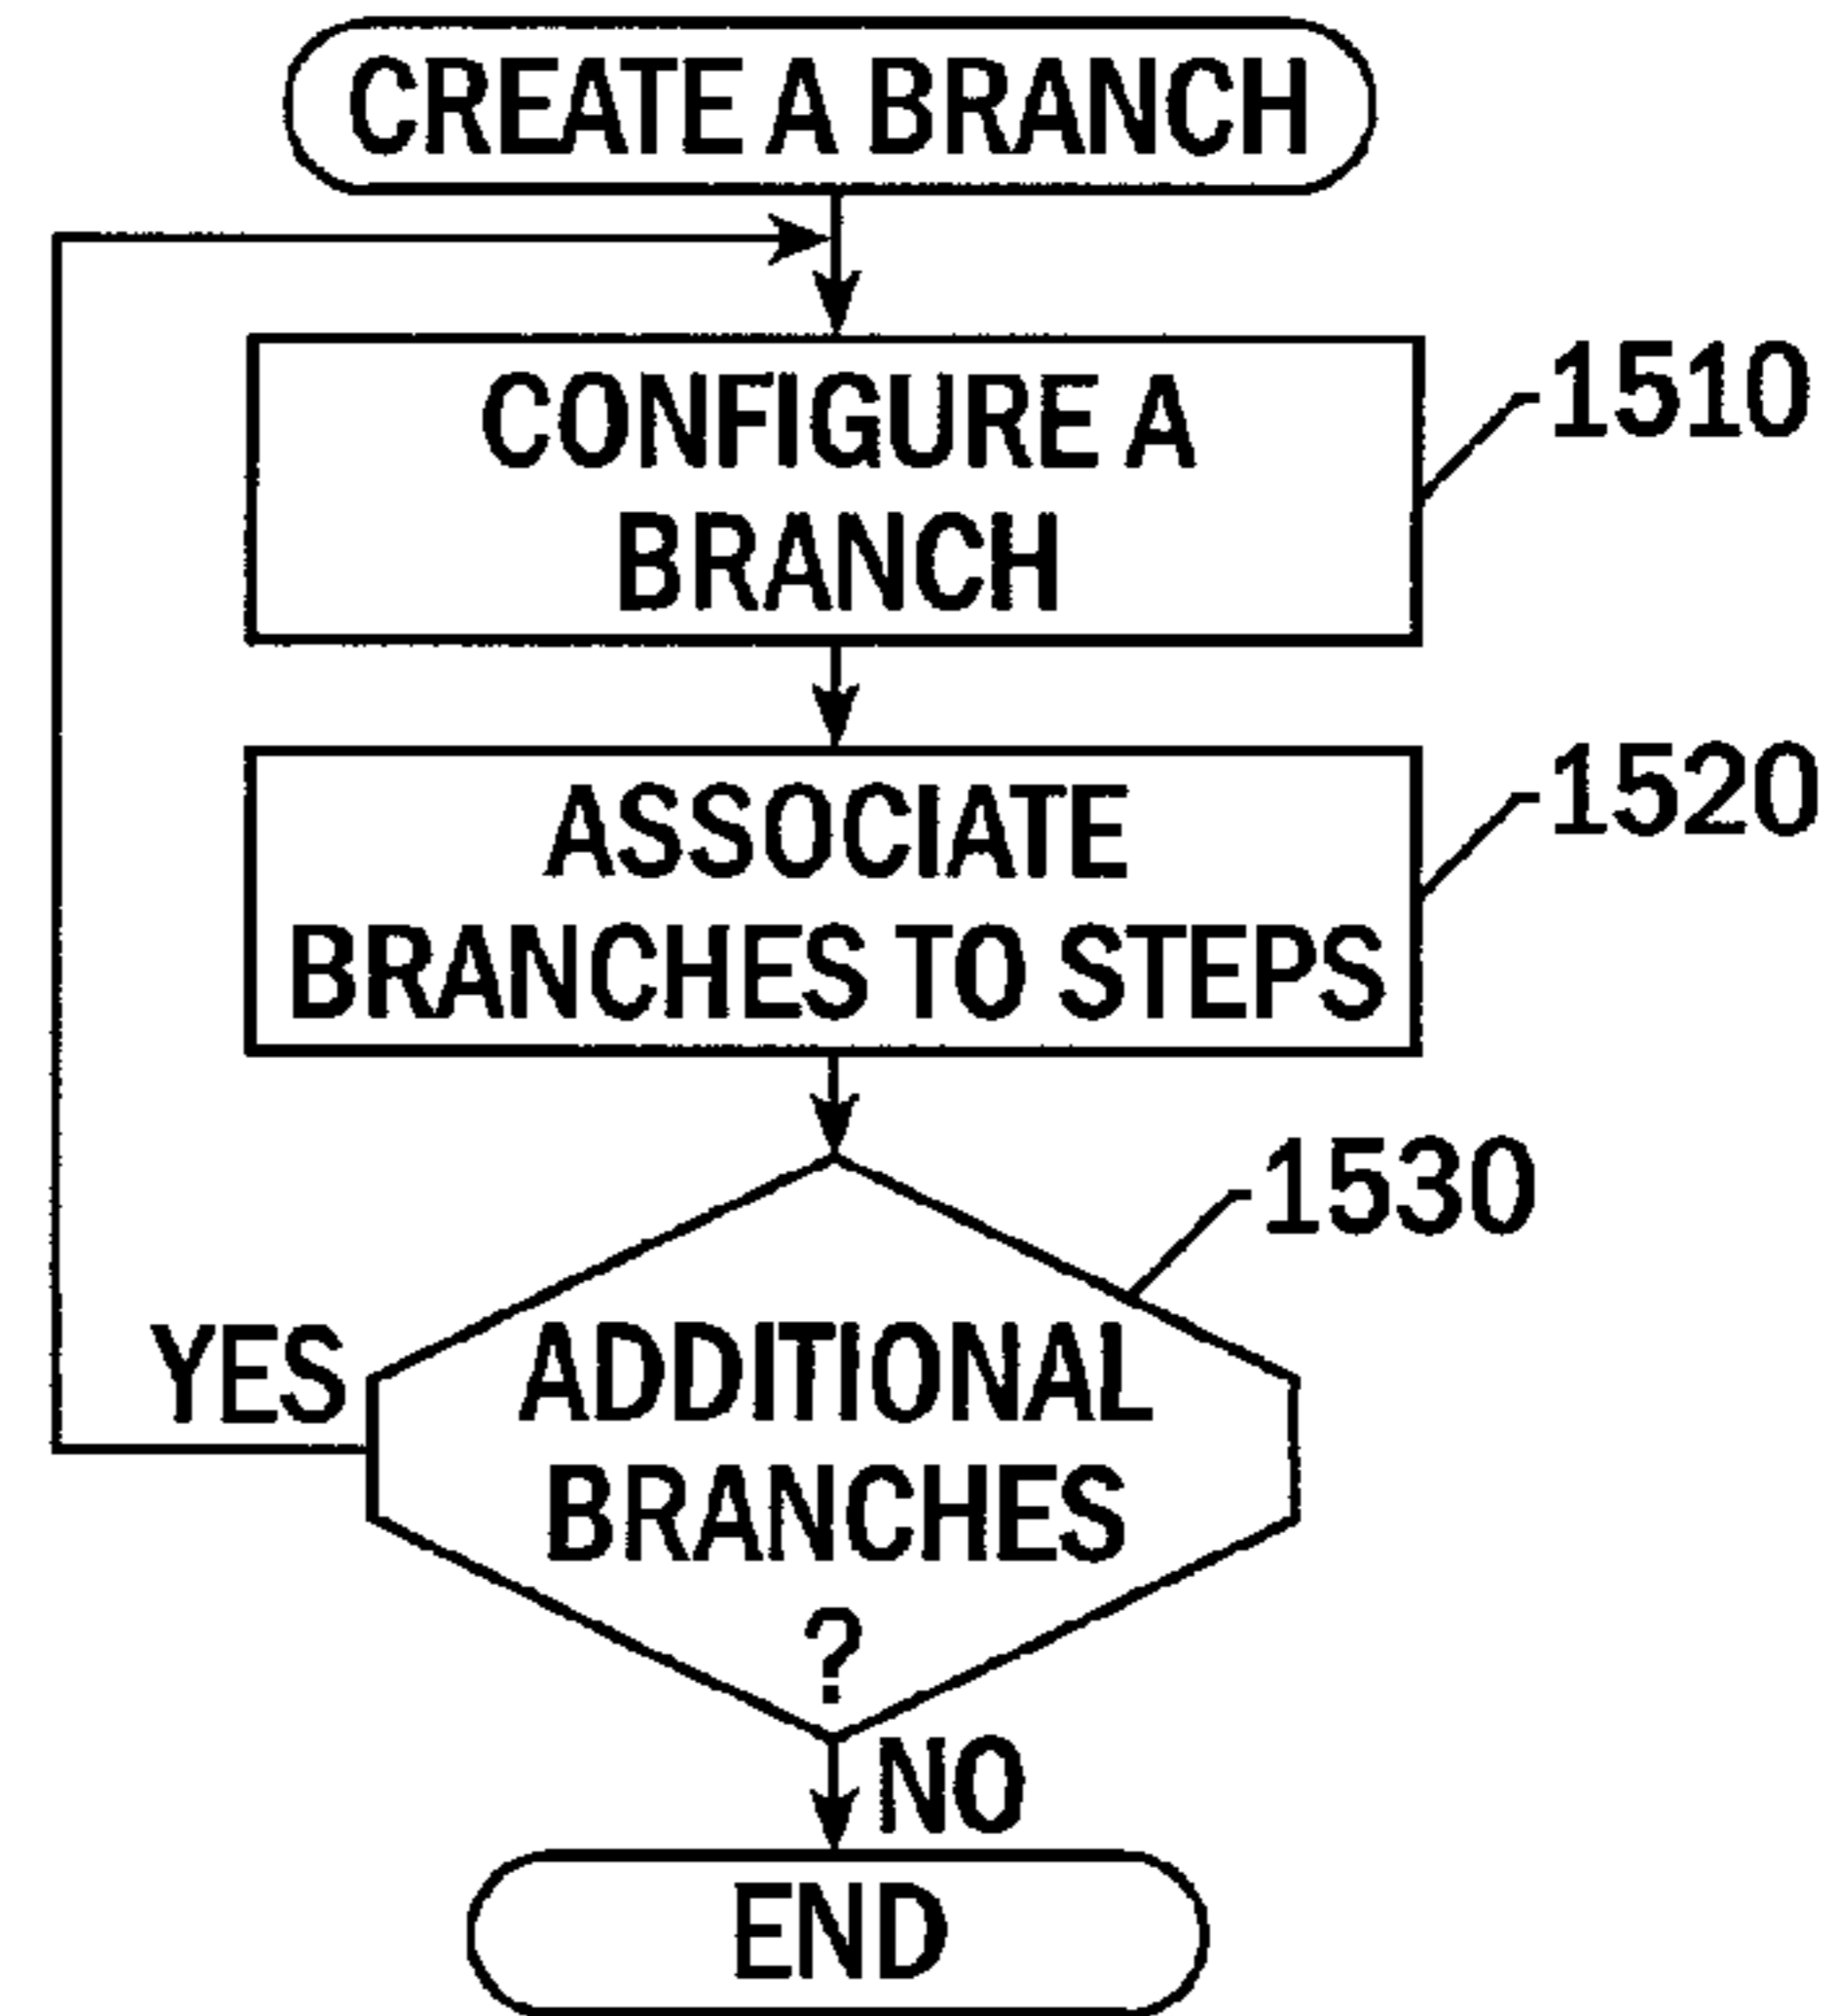 CREATE A BRANCH
CONFIGURE A
BRANCH
1510
ASSOCIATE
BRANCHES TO STEPS
1520
1530
YES
ADDITIONAL
BRANCHES
?
NO
END